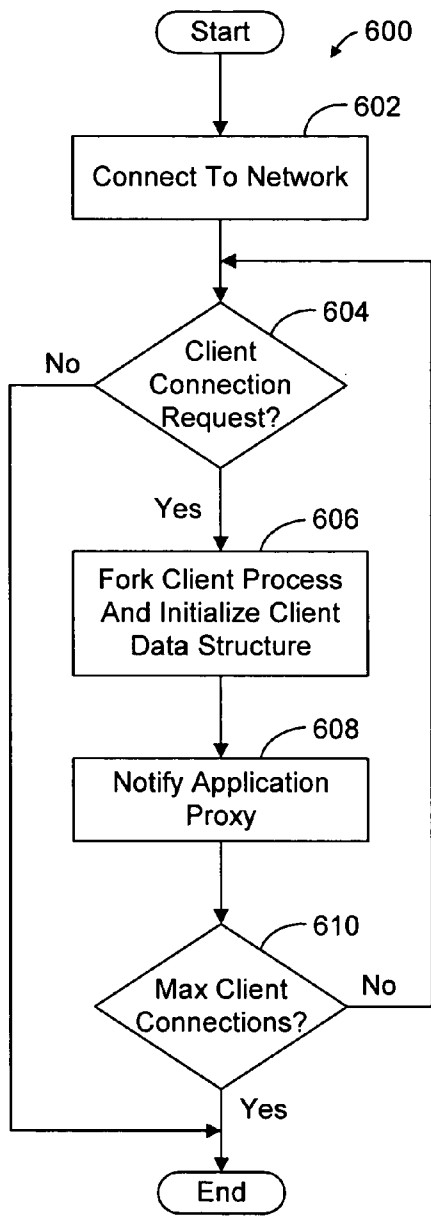 Start
600
602
Connect To Network
604
No
Client
Connection
Request?
Yes
606
Fork Client Process
And Initialize Client
Data Structure
608
Notify Application
Proxy
610
Max Client
Connections?
No
Yes
End